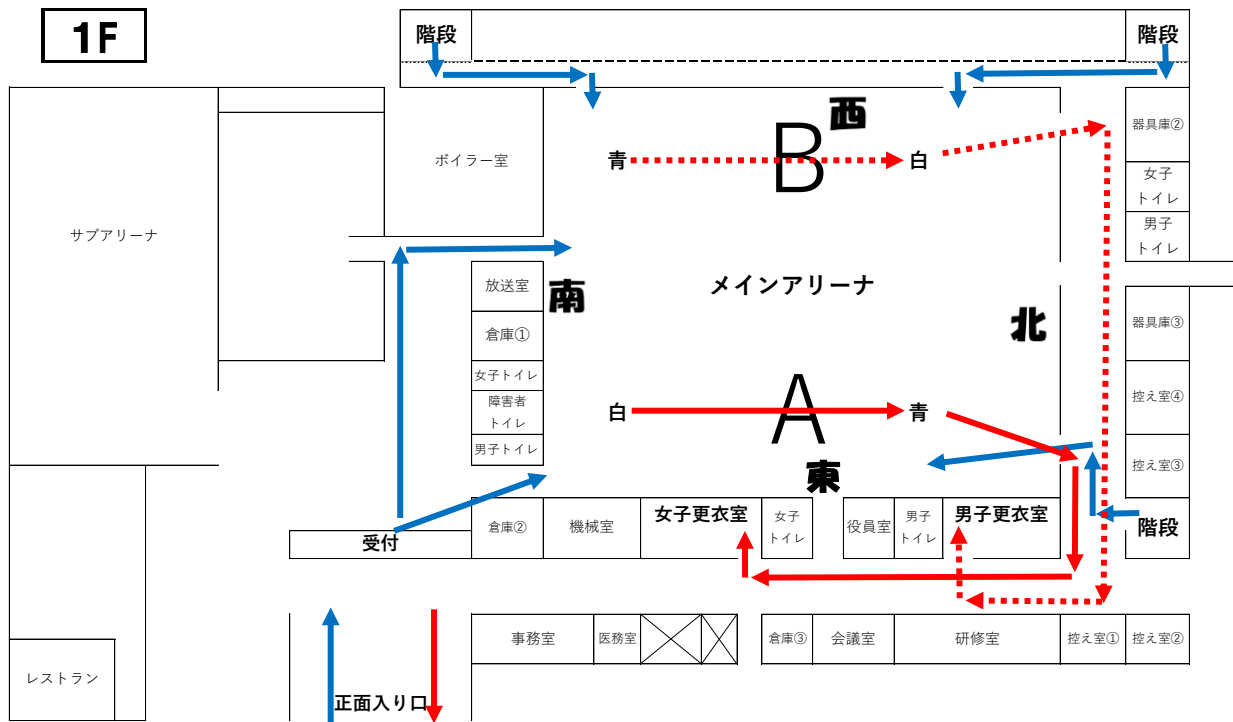 1F
階段
階段
西
B
器具庫②
ボイラー室
青
白
女子
トイレ
男子
トイレ
サブアリーナ
放送室
南
メインアリーナ
北
器具庫③
倉庫①
女子トイレ
障害者
トイレ
男子トイレ
白
A
青
控え室④
東
控え室③
倉庫②
機械室
女子更衣室
女子
トイレ
役員室
男子
トイレ
男子更衣室
階段
受付
事務室
医務室
倉庫③
会議室
研修室
控え室①
控え室②
レストラン
正面入り口